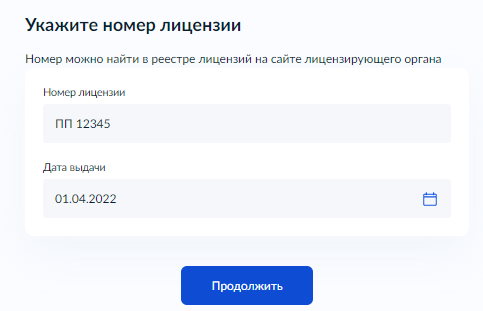 Укажите номер лицензии
Номер можно найти в реестре лицензий на сайте лицензирующего органа
Номер лицензии
ПП 12345
Дата выдачи
01.04.2022
Продолжить